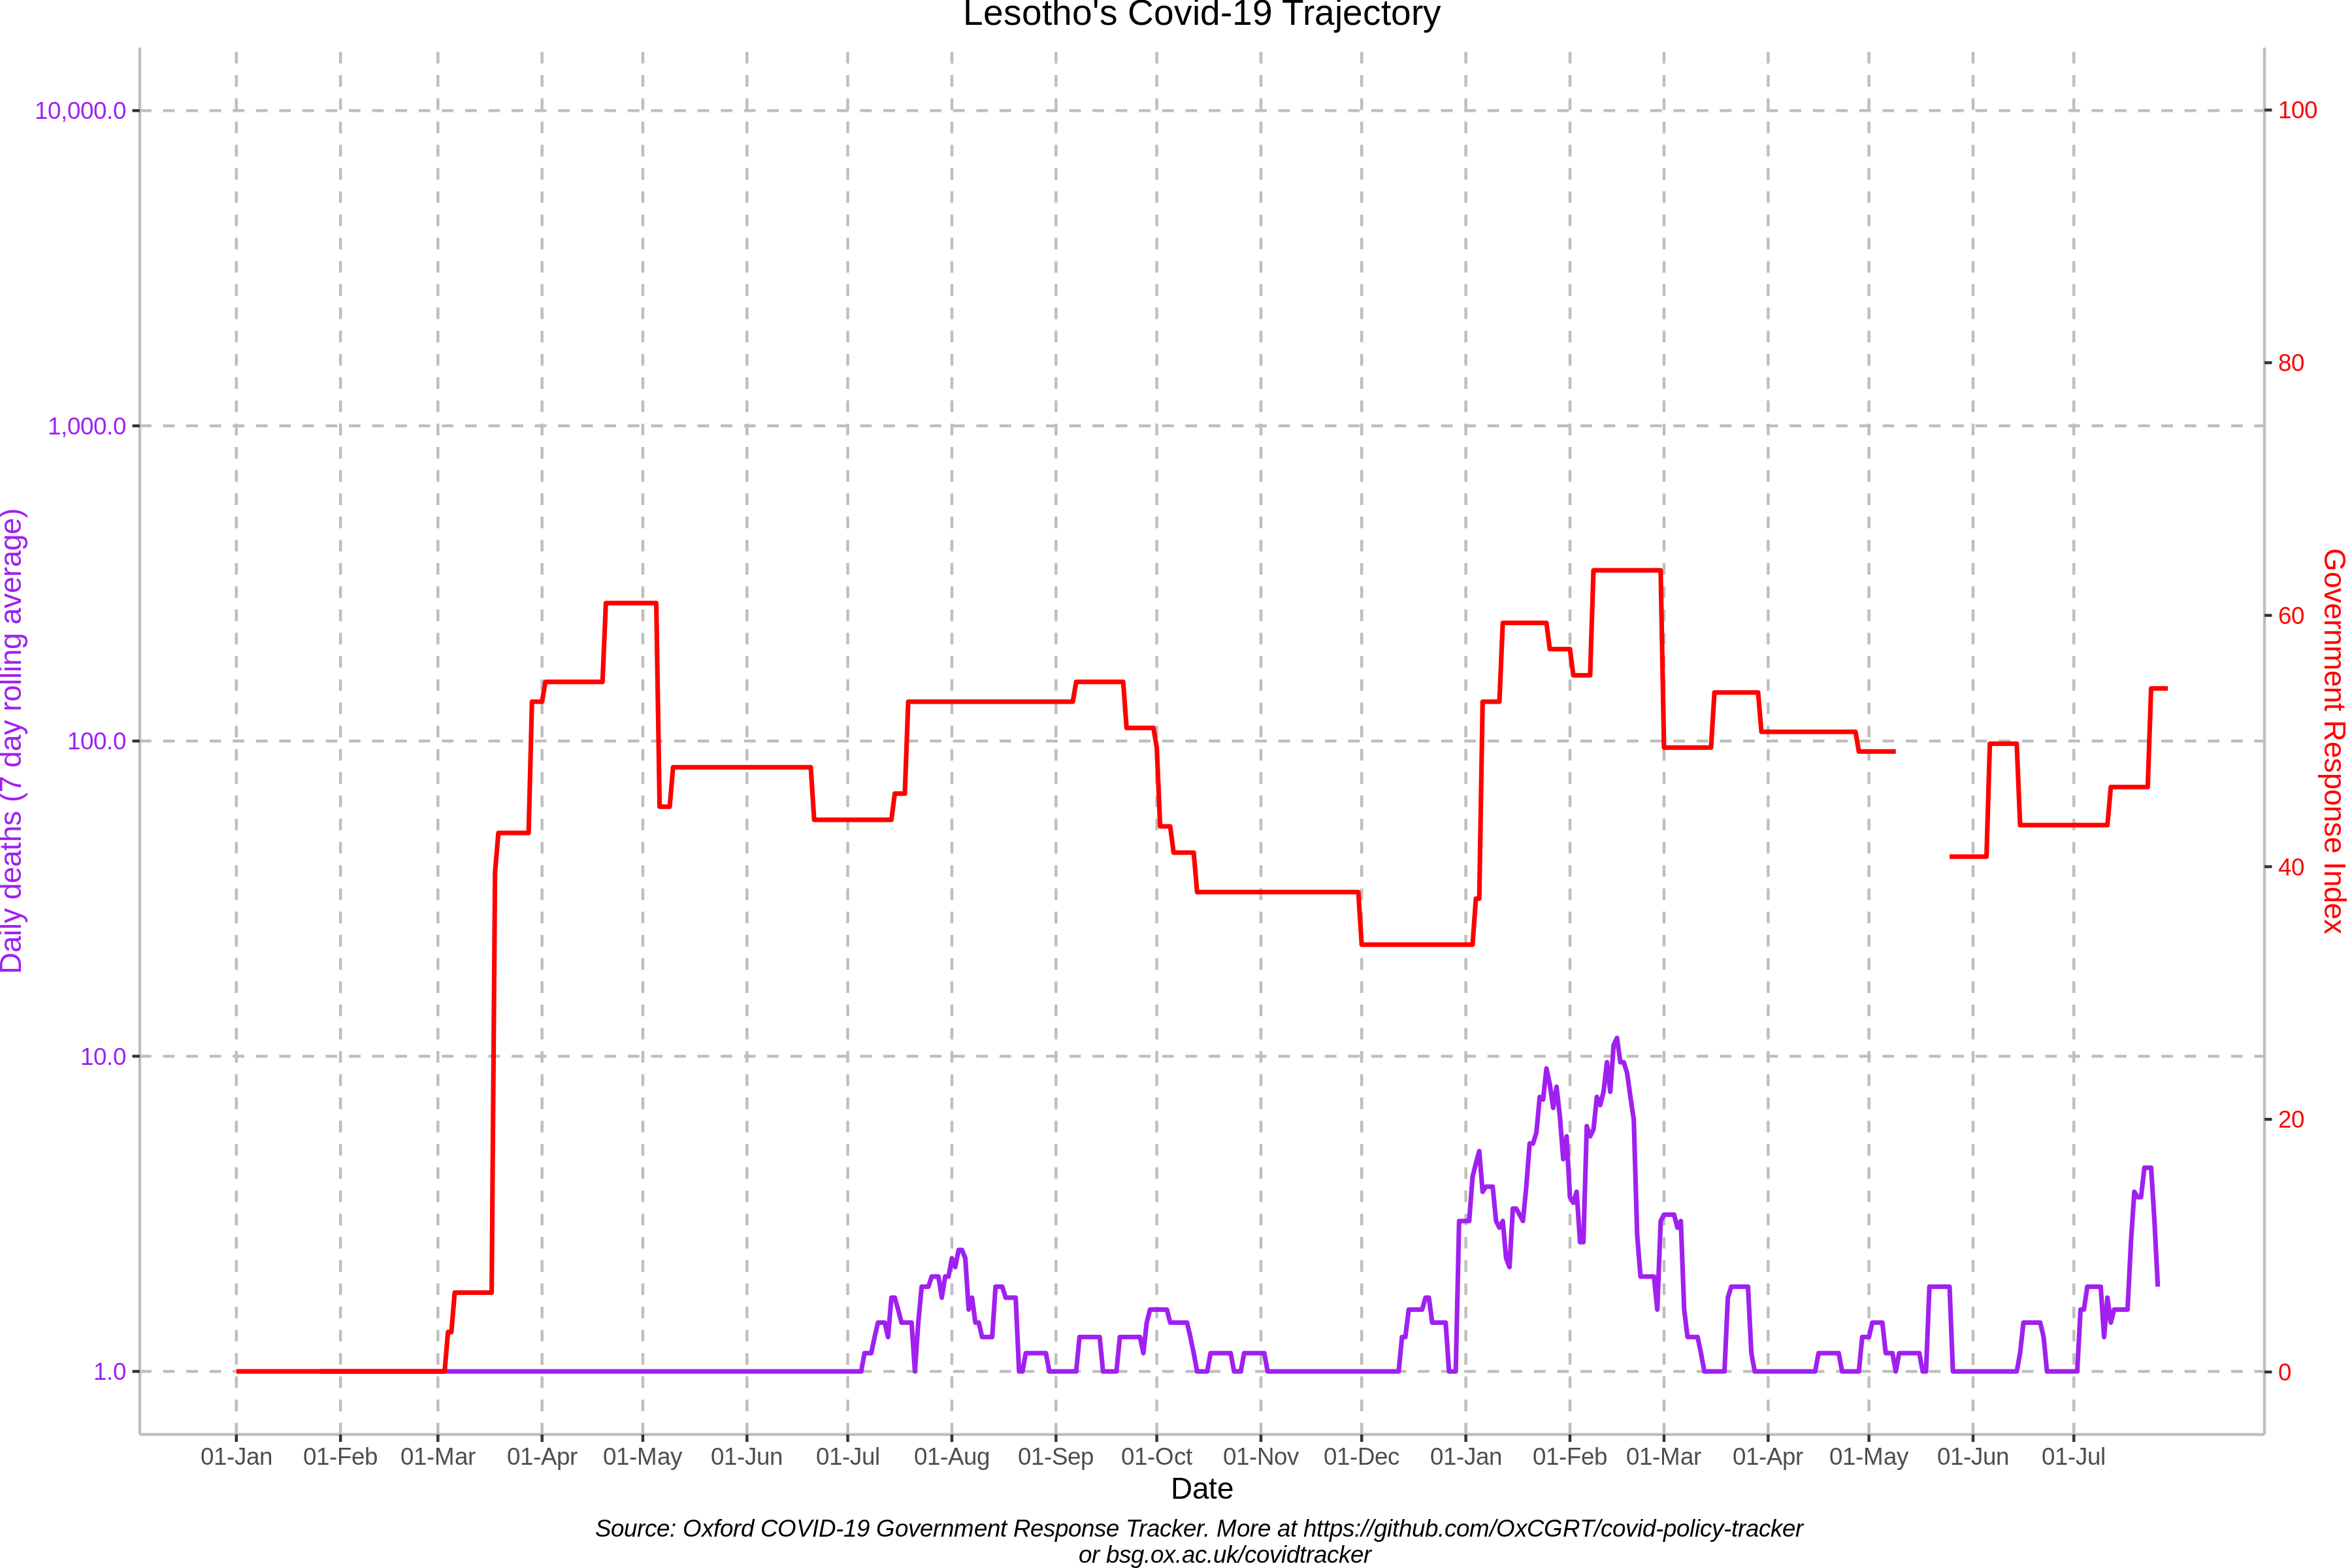 Lesotho's Covid-19 Trajectory
10,000.0
1,000.0
100.0
10.0
1.0
Daily deaths (7 day rolling average)
100
80
60
40
20
0
Government Response Index
01-Jan 01-Feb 01-Mar 01-Apr 01-May 01-Jun 01-Jul 01-Aug 01-Sep 01-Oct 01-Nov 01-Dec 01-Jan 01-Feb 01-Mar 01-Apr 01-May 01-Jun 01-Jul
Date
Source: Oxford COVID-19 Government Response Tracker. More at https://github.com/OxCGRT/covid-policy-tracker
or bsg.ox.ac.uk/covidtracker